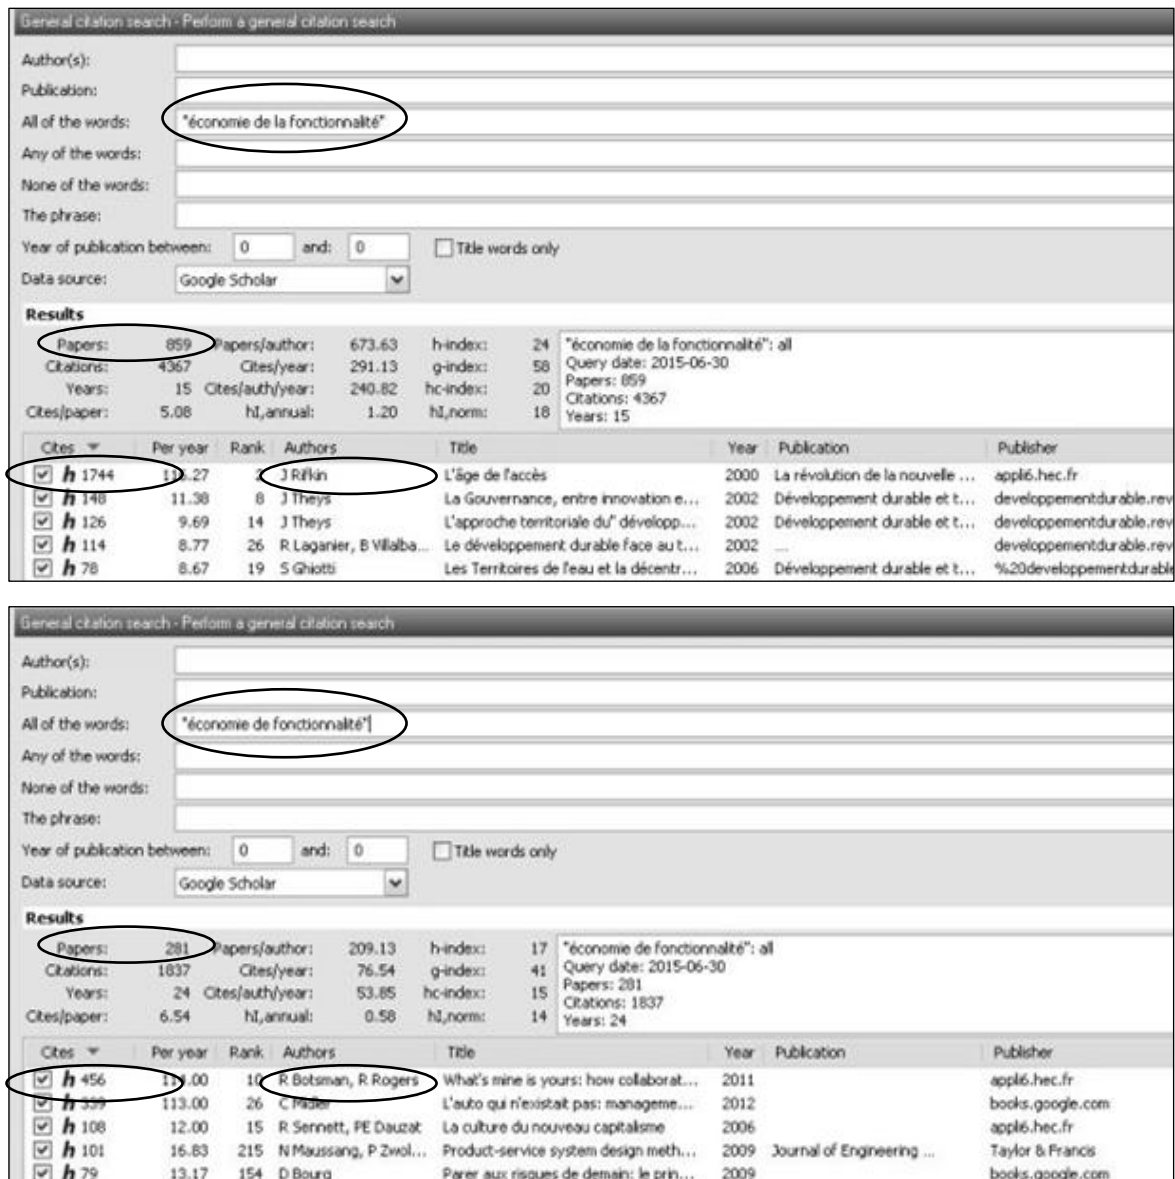 General citation search - Perform a general citation search
Author(s):
Publication:
All of the words: "économie de la fonctionnalité"
Any of the words:
None of the words:
The phrase:
Year of publication between: 0 and: 0 Title words only
Data source: Google Scholar
Results
Papers: 859 Papers/author: 673.63 h-index: 24 "économie de la fonctionnalité": all
Citations: 4367 Cites/year: 291.13 g-index: 58 Query date: 2015-06-30
Years: 15 Cites/auth/year: 240.82 hc-index: 20 Papers: 859
Cites/paper: 5.08 hI,annual: 1.20 hI,norm: 18 Citations: 4367
Years: 15
Cites Per year Rank Authors Title Year Publication Publisher
h 1744 116.27 2 J Rifkin L'âge de l'accès 2000 La révolution de la nouvelle ... appli6.hec.fr
h 148 11.38 8 J Theys La Gouvernance, entre innovation e... 2002 Développement durable et t... developpementdurable.rev
h 126 9.69 14 J Theys L'approche territoriale du" développ... 2002 Développement durable et t... developpementdurable.rev
h 114 8.77 26 R Laganier, B Villalba... Le développement durable face au t... 2002 ... developpementdurable.rev
h 78 8.67 19 S Ghiotti Les Territoires de l'eau et la décentr... 2006 Développement durable et t... %20developpementdurable
General citation search - Perform a general citation search
Author(s):
Publication:
All of the words: "économie de fonctionnalité"
Any of the words:
None of the words:
The phrase:
Year of publication between: 0 and: 0 Title words only
Data source: Google Scholar
Results
Papers: 281 Papers/author: 209.13 h-index: 17 "économie de fonctionnalité": all
Citations: 1837 Cites/year: 76.54 g-index: 41 Query date: 2015-06-30
Years: 24 Cites/auth/year: 53.85 hc-index: 15 Papers: 281
Cites/paper: 6.54 hI,annual: 0.58 hI,norm: 14 Citations: 1837
Years: 24
Cites Per year Rank Authors Title Year Publication Publisher
h 456 114.00 10 R Botsman, R Rogers What's mine is yours: how collaborat... 2011 appli6.hec.fr
h 339 113.00 26 C Midler L'auto qui n'existait pas: manageme... 2012 books.google.com
h 108 12.00 15 R Sennett, PE Dauzat La culture du nouveau capitalisme 2006 appli6.hec.fr
h 101 16.83 215 N Maussang, P Zwol... Product-service system design meth... 2009 Journal of Engineering ... Taylor & Francis
h 79 13.17 154 D Bourg Parer aux risques de demain: le prin... 2009 books.google.com